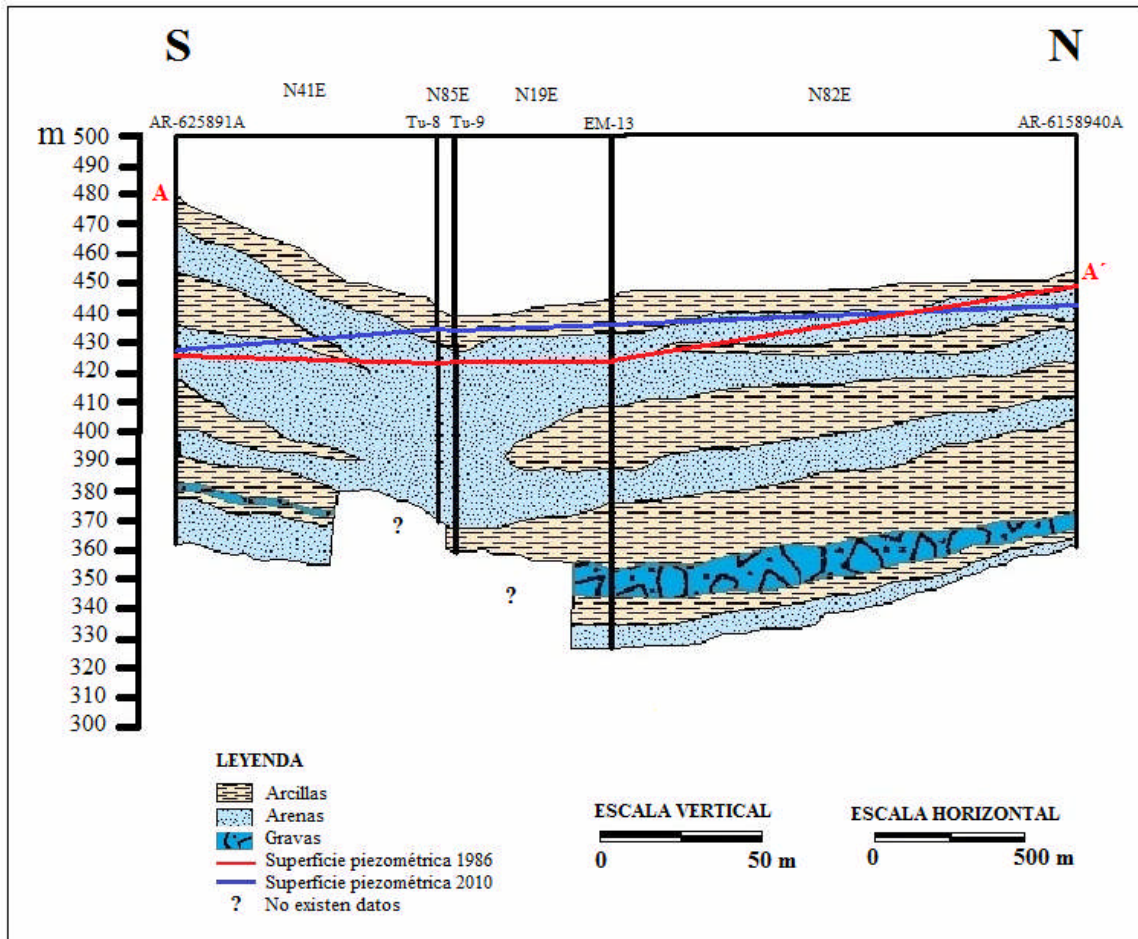 S N
N41E N85E N19E N82E
AR-625891A Tu-8 Tu-9 EM-13 AR-6158940A
m 500
490
480
470
460
450
440
430
420
410
400
390
380
370
360
350
340
330
320
310
300
A
A´
?
?
LEYENDA
Arcillas
Arenas
Gravas
Superfície piezométrica 1986
Superfície piezométrica 2010
? No existen datos
ESCALA VERTICAL
0 50 m
ESCALA HORIZONTAL
0 500 m